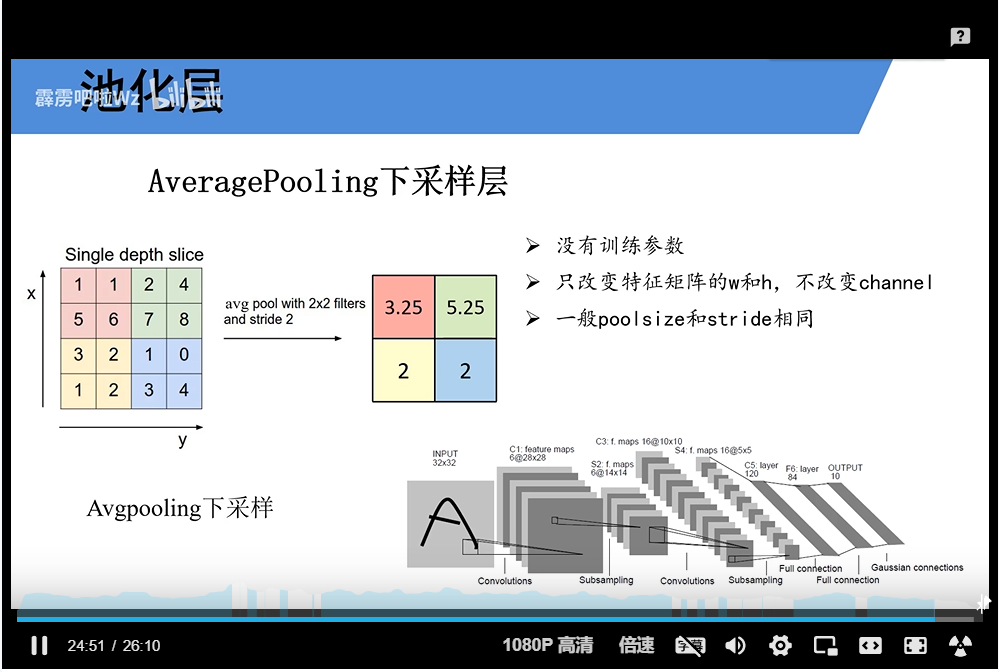 池化层
霹雳吧啦Wz bilibili
AveragePooling下采样层
Single depth slice
x
1 1 2 4
5 6 7 8
3 2 1 0
1 2 3 4
y
avg pool with 2x2 filters
and stride 2
3.25 5.25
2 2
没有训练参数
只改变特征矩阵的w和h，不改变channel
一般poolsize和stride相同
Avgpooling下采样
INPUT
32x32
C1: feature maps
6@28x28
S2: f. maps
6@14x14
C3: f. maps 16@10x10
S4: f. maps 16@5x5
C5: layer
120
F6: layer
84
OUTPUT
10
A
Convolutions
Subsampling
Convolutions
Subsampling
Full connection
Full connection
Gaussian connections
24:51 / 26:10
1080P 高清
倍速
字幕
?